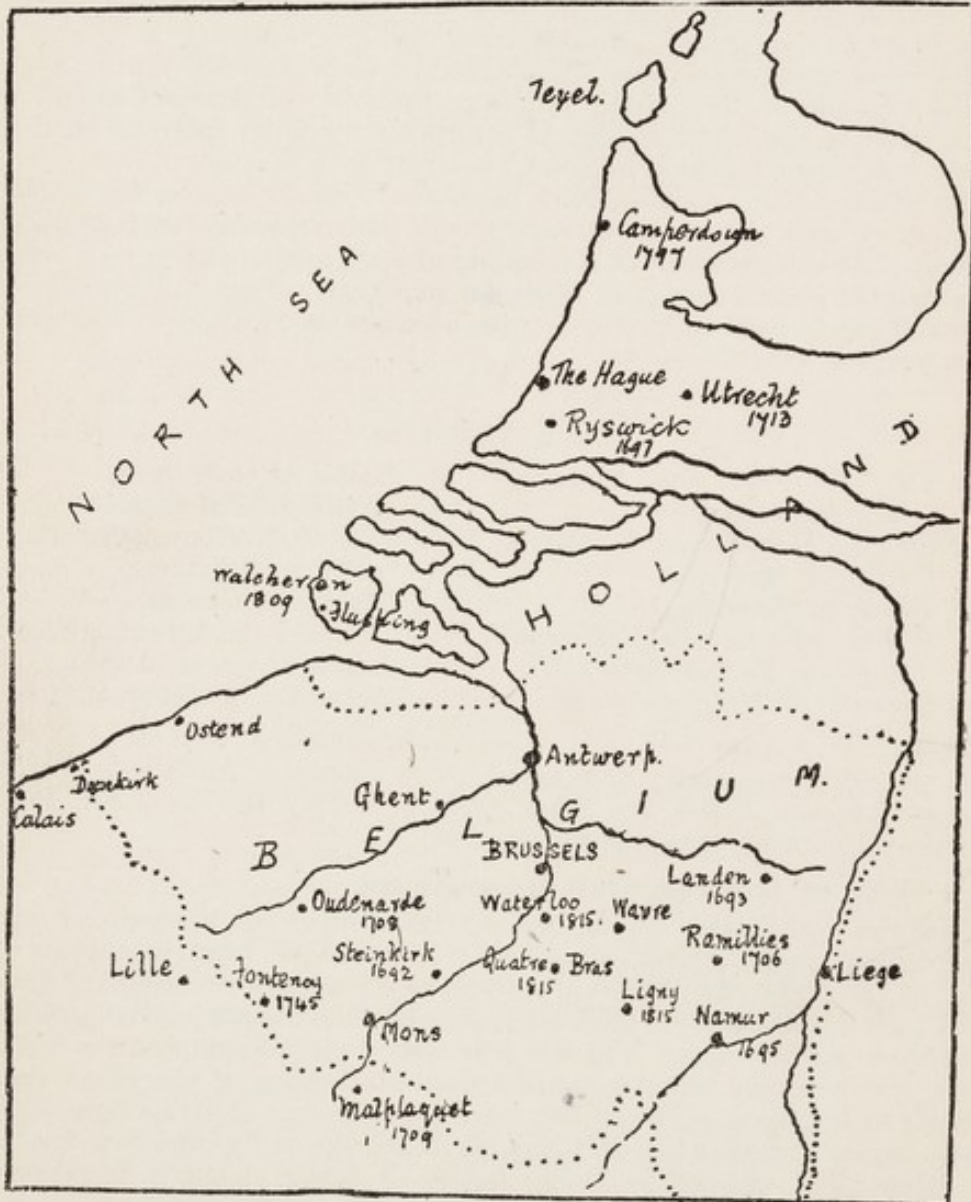 Texel.
Camperdown
1797
NORTH SEA
The Hague
Utrecht
1713
Ryswick
1697
HOLLAND
Walcheren
1809
Flushing
Ostend
Antwerp.
Dunkirk
Calais
Ghent
BELGIUM.
BRUSSELS
Landen
1693
Oudenarde
1708
Waterloo
1815.
Wavre
Ramillies
1706
Lille
Steinkirk
1692
Quatre Bras
1815
Liege
Fontenoy
1745
Ligny
1815
Namur
1695
Mons
Malplaquet
1709